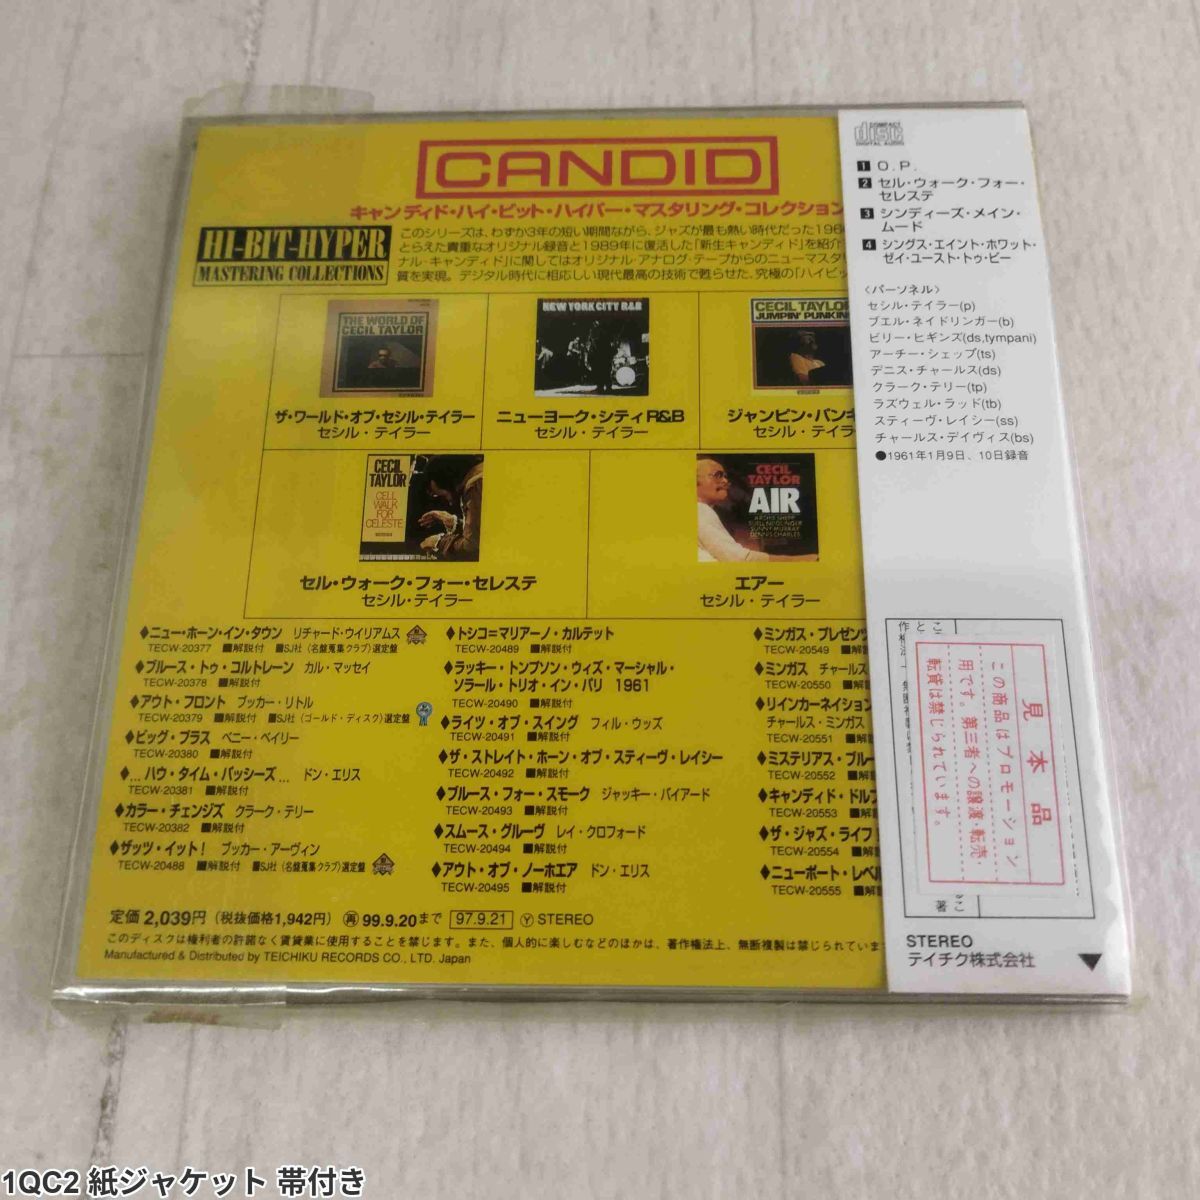 CANDID
キャンディド・ハイ・ビット・ハイパー・マスタリング・コレクション
HI-BIT-HYPER
MASTERING COLLECTIONS
このシリーズは、わずか3年の短い期間ながら、ジャズが最も熱い時代だった196
とらえた貴重なオリジナル録音と1989年に復活した「新生キャンディド」を紹介
ナル・キャンディド」に関してはオリジナル・アナログ・テープからのニューマスタ
質を実現。デジタル時代に相応しい現代最高の技術で甦らせた、究極の「ハイビッ
THE WORLD OF
CECIL TAYLOR
ザ・ワールド・オブ・セシル・テイラー
セシル・テイラー
NEW YORK CITY R&B
ニューヨーク・シティR&B
セシル・テイラー
CECIL TAYLO
JUMPIN' PUNKIN
ジャンピン・パンキ
セシル・テイラ
CECIL
TAYLOR
CELL
WALK
FOR
CELESTE
セル・ウォーク・フォー・セレステ
セシル・テイラー
CECIL
TAYLOR
AIR
ARCHIE SHEPP
BUELL NEIDLINGER
SUNNY MURRAY
DENNIS CHARLES
エアー
セシル・テイラー
♦ニュー・ホーン・イン・タウン リチャード・ウイリアムス
TECW-20377 ■解説付 ■SJ社(名盤蒐集クラブ)選定盤
♦ブルース・トゥ・コルトレーン カル・マッセイ
TECW-20378 ■解説付
♦アウト・フロント ブッカー・リトル
TECW-20379 ■解説付 ■SJ社(ゴールド・ディスク)選定盤
♦ビッグ・ブラス ベニー・ベイリー
TECW-20380 ■解説付
♦…ハウ・タイム・パッシーズ… ドン・エリス
TECW-20381 ■解説付
♦カラー・チェンジズ クラーク・テリー
TECW-20382 ■解説付
♦ザッツ・イット! ブッカー・アーヴィン
TECW-20488 ■解説付 ■SJ社(名盤蒐集クラブ)選定盤
♦トシコ=マリアーノ・カルテット
TECW-20489 ■解説付
♦ラッキー・トンプソン・ウィズ・マーシャル・
ソラール・トリオ・イン・パリ 1961
TECW-20490 ■解説付
♦ライツ・オブ・スイング フィル・ウッズ
TECW-20491 ■解説付
♦ザ・ストレイト・ホーン・オブ・スティーヴ・レイシー
TECW-20492 ■解説付
♦ブルース・フォー・スモーク ジャッキー・バイアード
TECW-20493 ■解説付
♦スムース・グルーヴ レイ・クロフォード
TECW-20494 ■解説付
♦アウト・オブ・ノーホエア ドン・エリス
TECW-20495 ■解説付
♦ミンガス・プレゼンツ
TECW-20549 ■解
♦ミンガス チャールス
TECW-20550 ■解
♦リインカーネイション
チャールス・ミンガス
TECW-20551 ■
♦ミステリアス・ブルー
TECW-20552 ■
♦キャンディド・ドルフ
TECW-20553 ■
♦ザ・ジャズ・ライフ
TECW-20554 ■
♦ニューポート・レベル
TECW-20555 ■
定価2,039円(税抜価格1,942円) 再 99.9.20まで 97.9.21 Y STEREO
このディスクは権利者の許諾なく賃貸業に使用することを禁じます。また、個人的に楽しむなどのほかは、著作権法上、無断複製は禁じられていま
Manufactured & Distributed by TEICHIKU RECORDS CO., LTD. Japan
COMPACT
disc
DIGITAL AUDIO
1 O.P.
2 セル・ウォーク・フォー・
セレステ
3 シンディーズ・メイン・
ムード
4 シングス・エイント・ホワット・
ゼイ・ユースト・トゥ・ビー
〈パーソネル〉
セシル・テイラー(p)
ブエル・ネイドリンガー(b)
ビリー・ヒギンズ(ds,tympani)
アーチー・シェップ(ts)
デニス・チャールス(ds)
クラーク・テリー(tp)
ラズウェル・ラッド(tb)
スティーヴ・レイシー(ss)
チャールス・デイヴィス(bs)
●1961年1月9日、10日録音
見本品
この商品はプロモーション
用です。第三者への譲渡・転売
転貸は禁じられています。
STEREO
テイチク株式会社
1QC2 紙ジャケット 帯付き